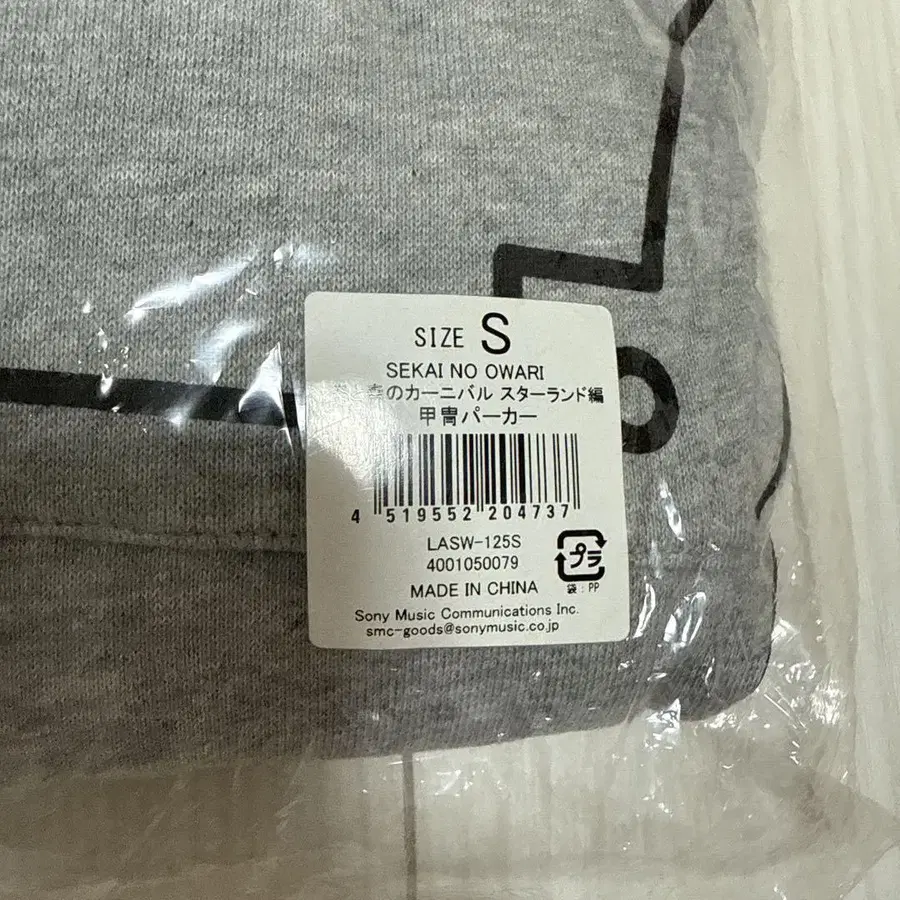 SIZE S
SEKAI NO OWARI
幸のカーニバル スターランド編
甲冑パーカー
4 519552 204737
LASW-125S
4001050079
プラ
袋:PP
MADE IN CHINA
Sony Music Communications Inc.
smc-goods@sonymusic.co.jp